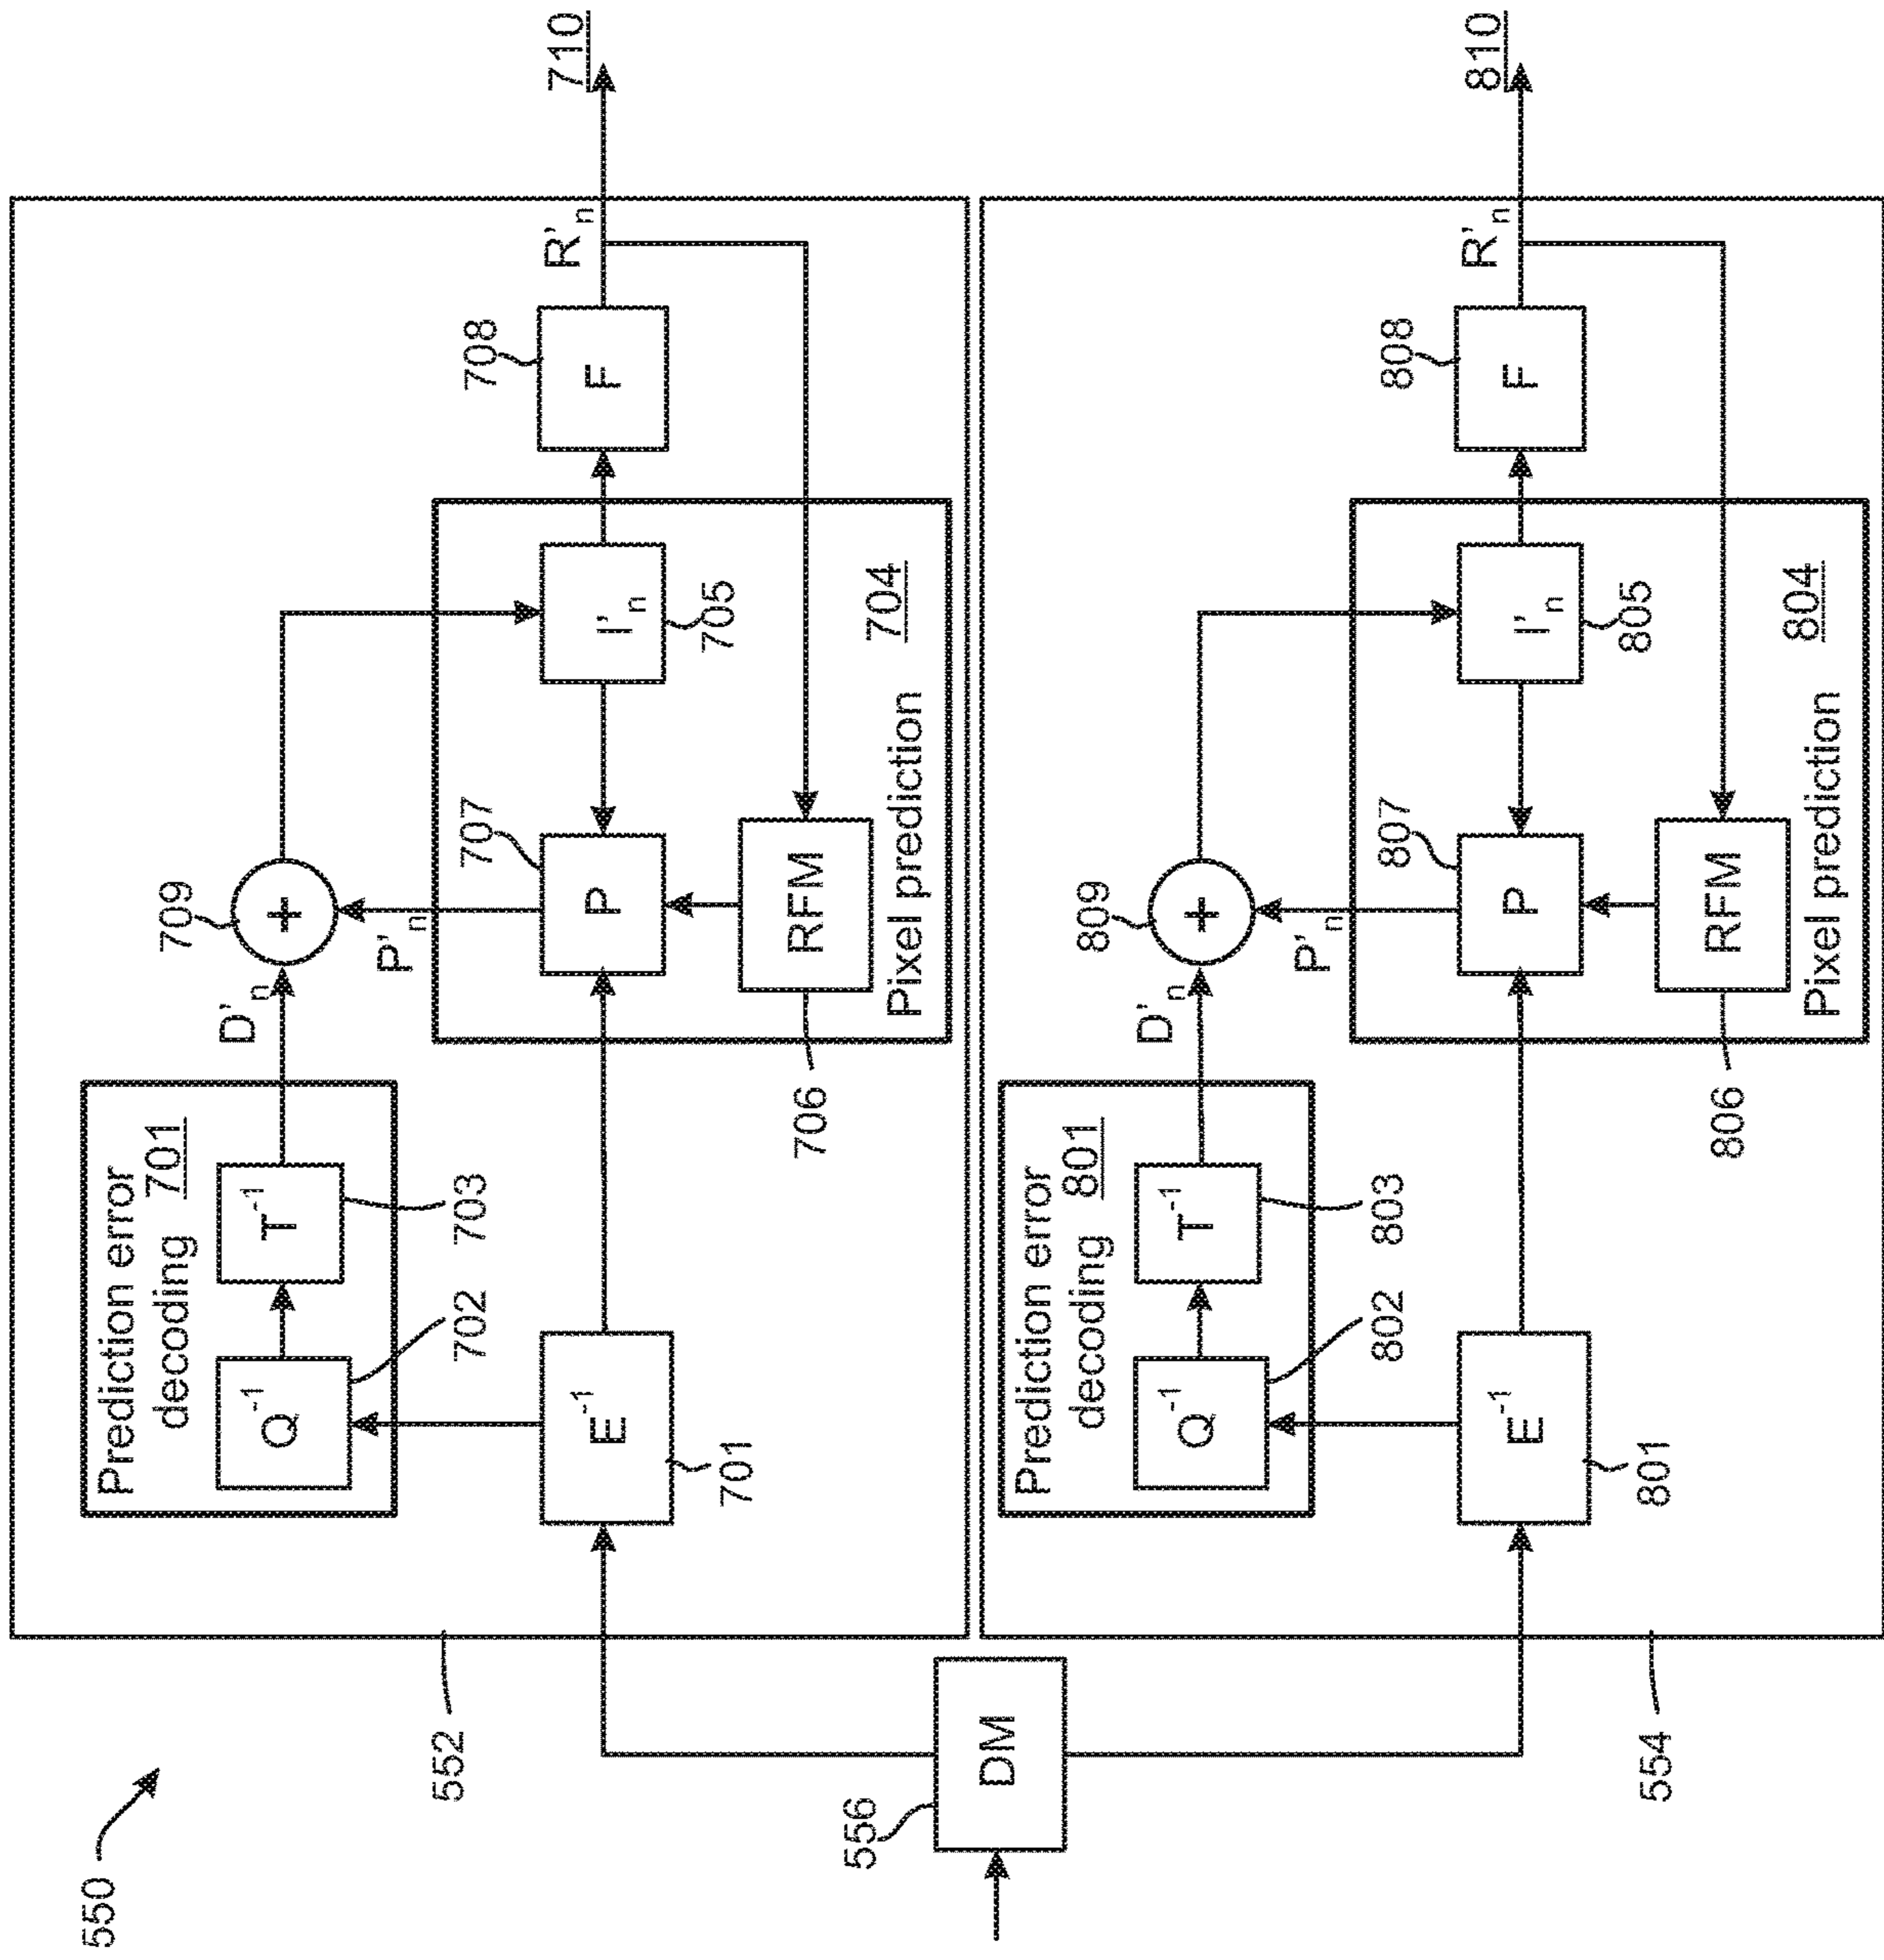 550
552
Prediction error
decoding 701
Q⁻¹
T⁻¹
702
703
E⁻¹
701
D'n
709
+
P'n
707
P
I'n
705
RFM
706
Pixel prediction
704
708
F
R'n
710
556
DM
554
Prediction error
decoding 801
Q⁻¹
T⁻¹
802
803
E⁻¹
801
D'n
809
+
P'n
807
P
I'n
805
RFM
806
Pixel prediction
804
808
F
R'n
810